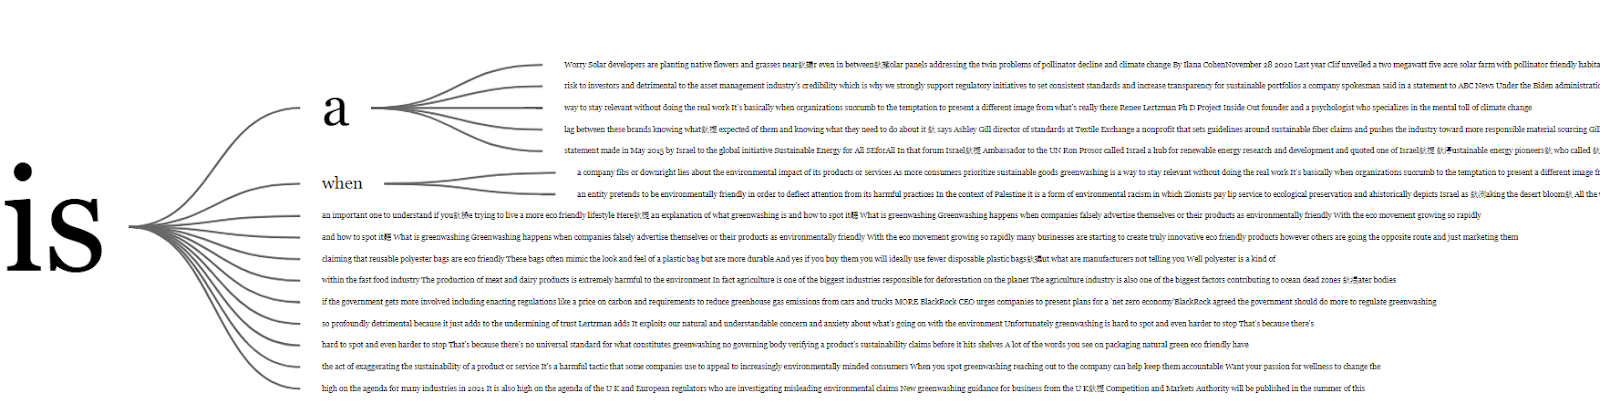 is
a
Worry Solar developers are planting native flowers and grasses near鈥攐r even in between鈥攕olar panels addressing the twin problems of pollinator decline and climate change By Ilana CohenNovember 28 2020 Last year Clif unveiled a two megawatt five acre solar farm with pollinator friendly habita
risk to investors and detrimental to the asset management industry's credibility which is why we strongly support regulatory initiatives to set consistent standards and increase transparency for sustainable portfolios a company spokesman said in a statement to ABC News Under the Biden administratio
way to stay relevant without doing the real work It's basically when organizations succumb to the temptation to present a different image from what's really there Renee Lertzman Ph D Project Inside Out founder and a psychologist who specializes in the mental toll of climate change
lag between these brands knowing what鈥檚 expected of them and knowing what they need to do about it 鈥 says Ashley Gill director of standards at Textile Exchange a nonprofit that sets guidelines around sustainable fiber claims and pushes the industry toward more responsible material sourcing Gil
statement made in May 2015 by Israel to the global initiative Sustainable Energy for All SEforAll In that forum Israel鈥檚 Ambassador to the UN Ron Prosor called Israel a hub for renewable energy research and development and quoted one of Israel鈥檚 鈥渟ustainable energy pioneers鈥 who called
when
a company fibs or downright lies about the environmental impact of its products or services As more consumers prioritize sustainable goods greenwashing is a way to stay relevant without doing the real work It's basically when organizations succumb to the temptation to present a different image f
an entity pretends to be environmentally friendly in order to deflect attention from its harmful practices In the context of Palestine it is a form of environmental racism in which Zionists pay lip service to ecological preservation and ahistorically depicts Israel as 鈥渕aking the desert bloom鈥 All the
an important one to understand if you鈥檙e trying to live a more eco friendly lifestyle Here鈥檚 an explanation of what greenwashing is and how to spot it What is greenwashing Greenwashing happens when companies falsely advertise themselves or their products as environmentally friendly With the eco movement growing so rapidly
and how to spot it What is greenwashing Greenwashing happens when companies falsely advertise themselves or their products as environmentally friendly With the eco movement growing so rapidly many businesses are starting to create truly innovative eco friendly products however others are going the opposite route and just marketing them
claiming that reusable polyester bags are eco friendly These bags often mimic the look and feel of a plastic bag but are more durable And yes if you buy them you will ideally use fewer disposable plastic bags鈥攂ut what are manufacturers not telling you Well polyester is a kind of
within the fast food industry The production of meat and dairy products is extremely harmful to the environment In fact agriculture is one of the biggest industries responsible for deforestation on the planet The agriculture industry is also one of the biggest factors contributing to ocean dead zones 鈥渨ater bodies
if the government gets more involved including enacting regulations like a price on carbon and requirements to reduce greenhouse gas emissions from cars and trucks MORE BlackRock CEO urges companies to present plans for a 'net zero economy'BlackRock agreed the government should do more to regulate greenwashing
so profoundly detrimental because it just adds to the undermining of trust Lertzman adds It exploits our natural and understandable concern and anxiety about what's going on with the environment Unfortunately greenwashing is hard to spot and even harder to stop That's because there's
hard to spot and even harder to stop That's because there's no universal standard for what constitutes greenwashing no governing body verifying a product's sustainability claims before it hits shelves A lot of the words you see on packaging natural green eco friendly have
the act of exaggerating the sustainability of a product or service It's a harmful tactic that some companies use to appeal to increasingly environmentally minded consumers When you spot greenwashing reaching out to the company can help keep them accountable Want your passion for wellness to change the
high on the agenda for many industries in 2021 It is also high on the agenda of the U K and European regulators who are investigating misleading environmental claims New greenwashing guidance for business from the U K鈥檚 Competition and Markets Authority will be published in the summer of this